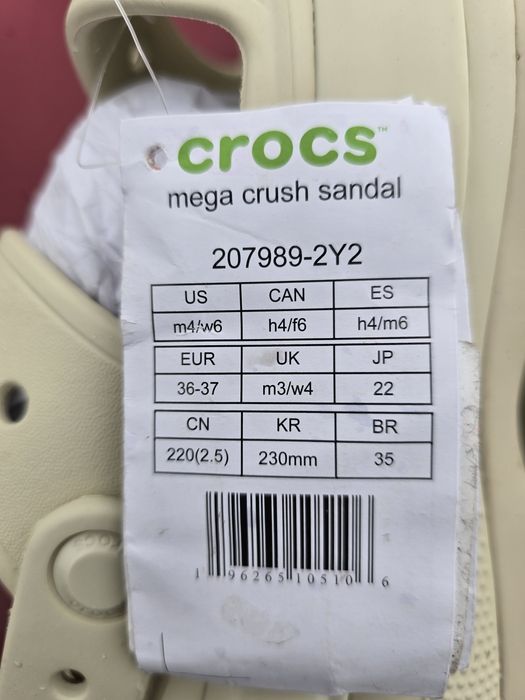 crocs™
mega crush sandal
207989-2Y2
US CAN ES
m4/w6 h4/f6 h4/m6
EUR UK JP
36-37 m3/w4 22
CN KR BR
220(2.5) 230mm 35
1 96265 10510 6